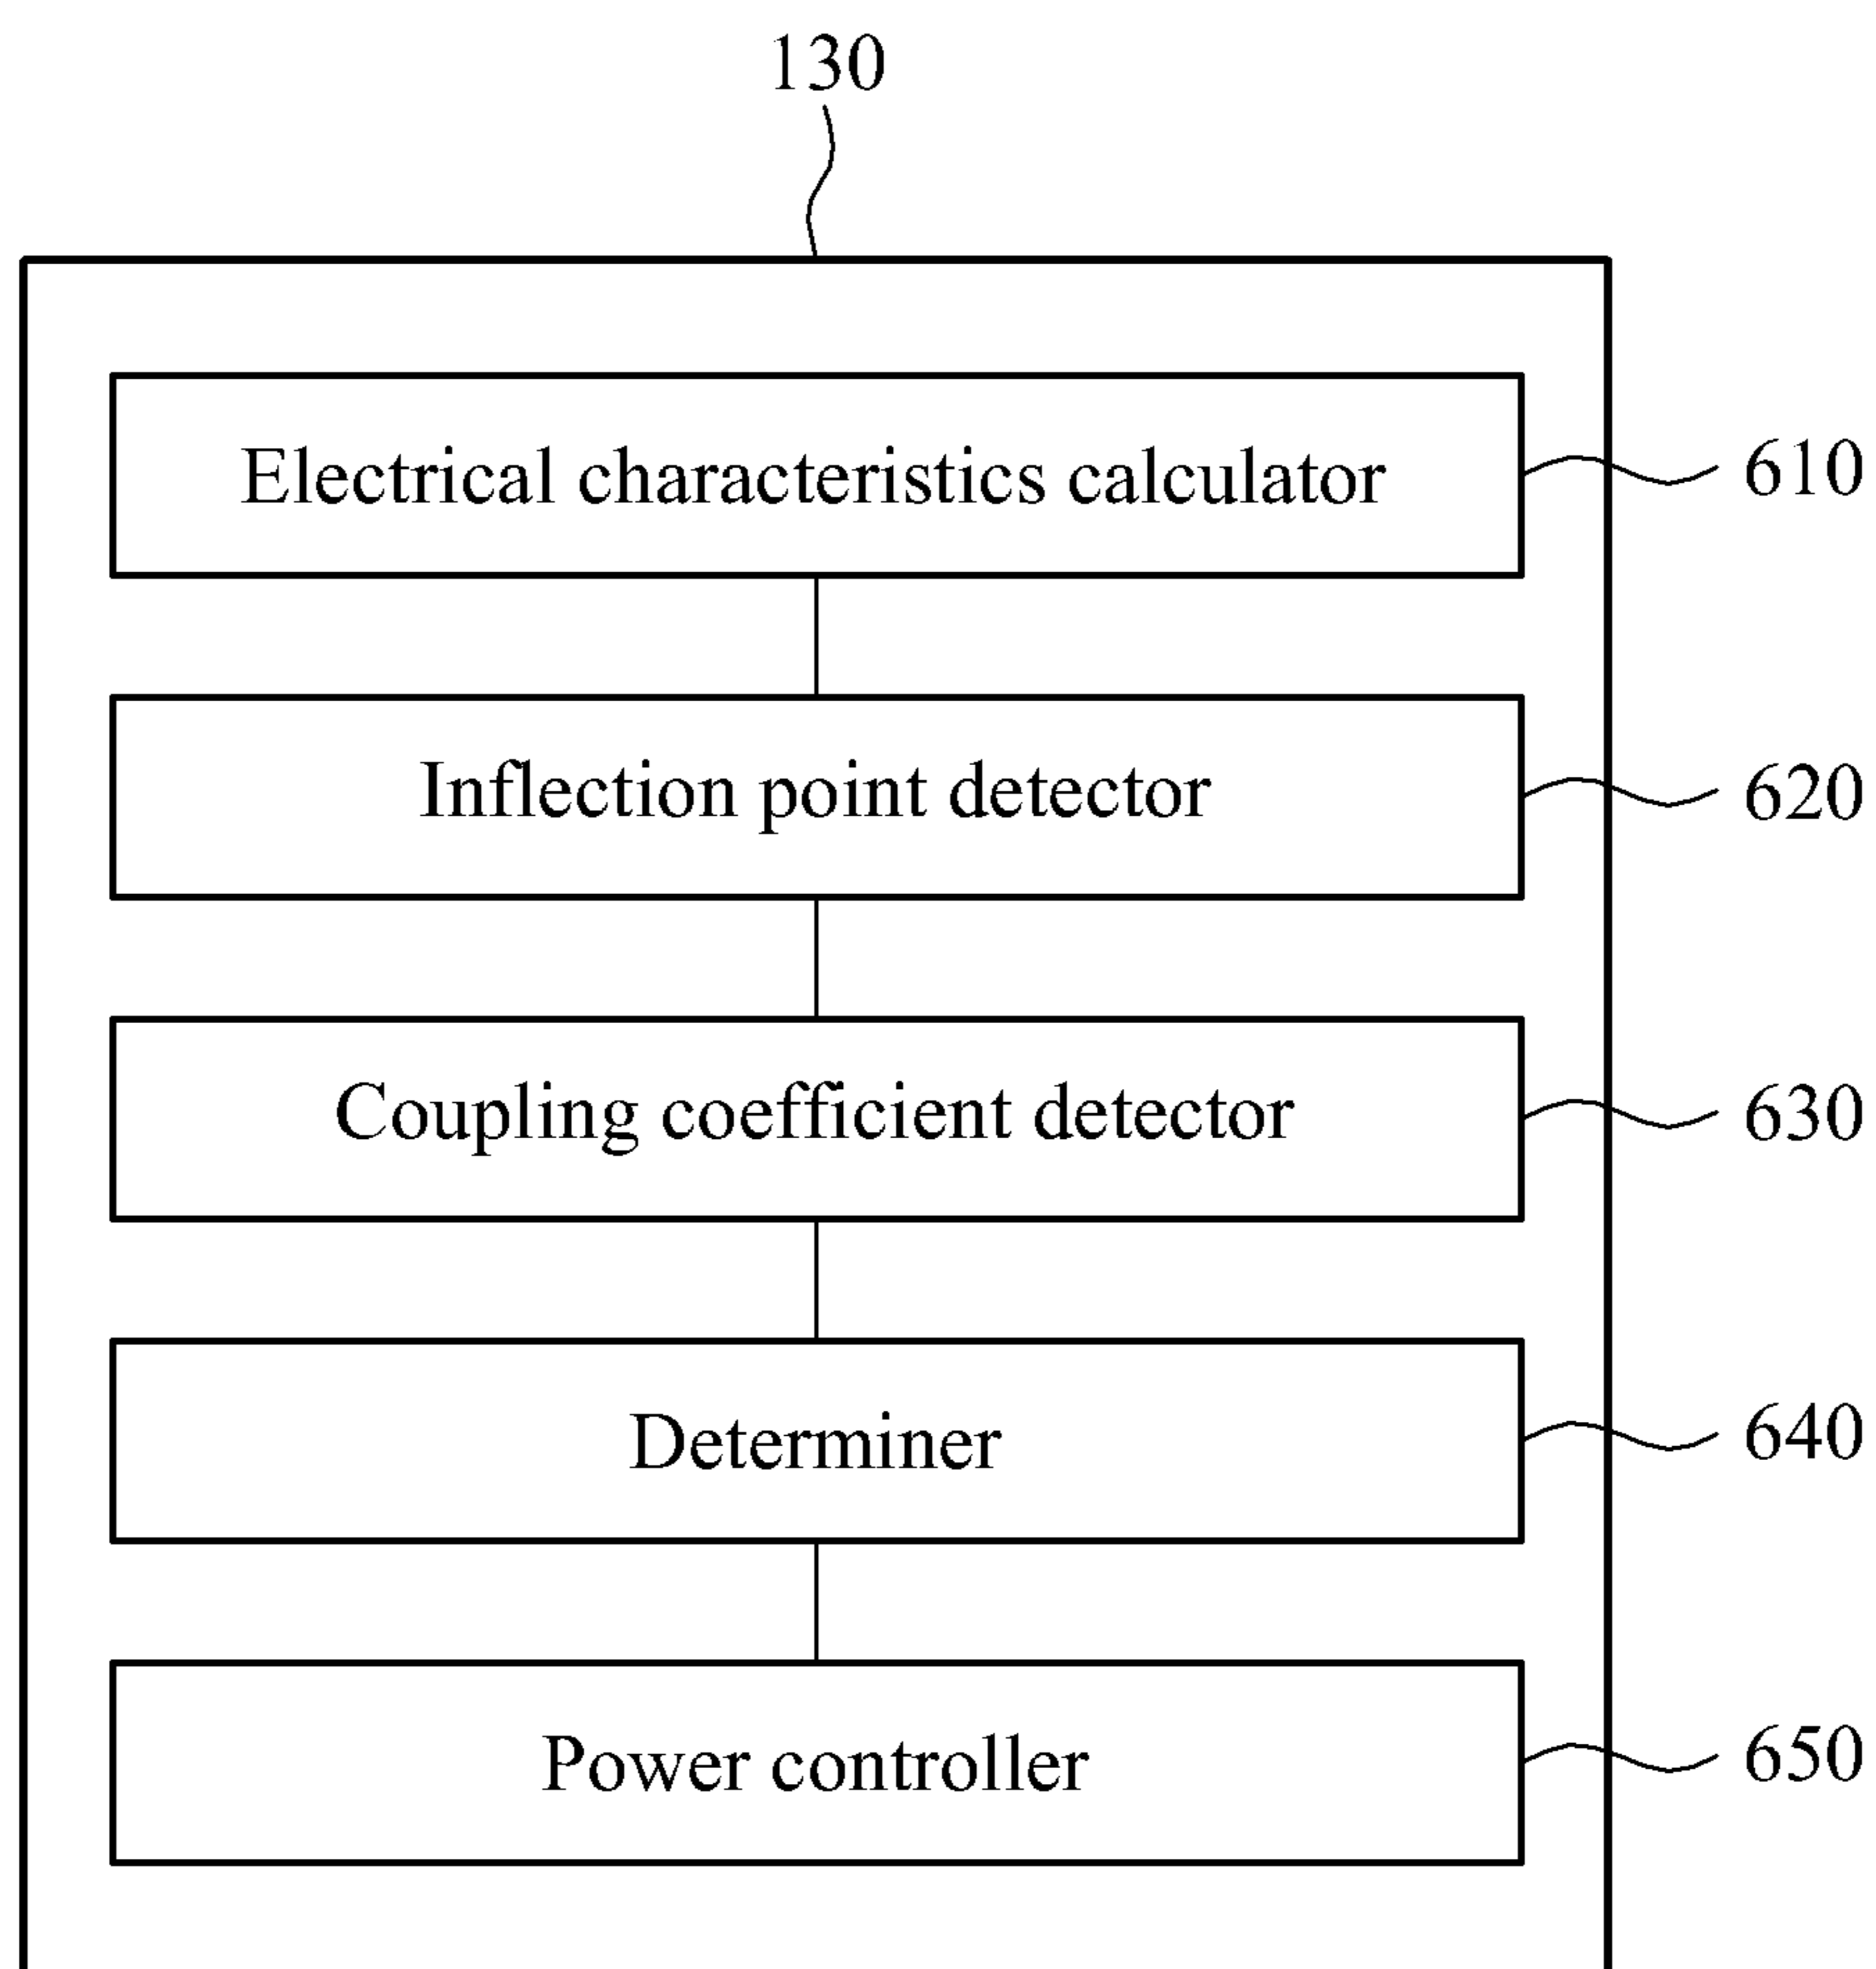 130
Electrical characteristics calculator
610
Inflection point detector
620
Coupling coefficient detector
630
Determiner
640
Power controller
650